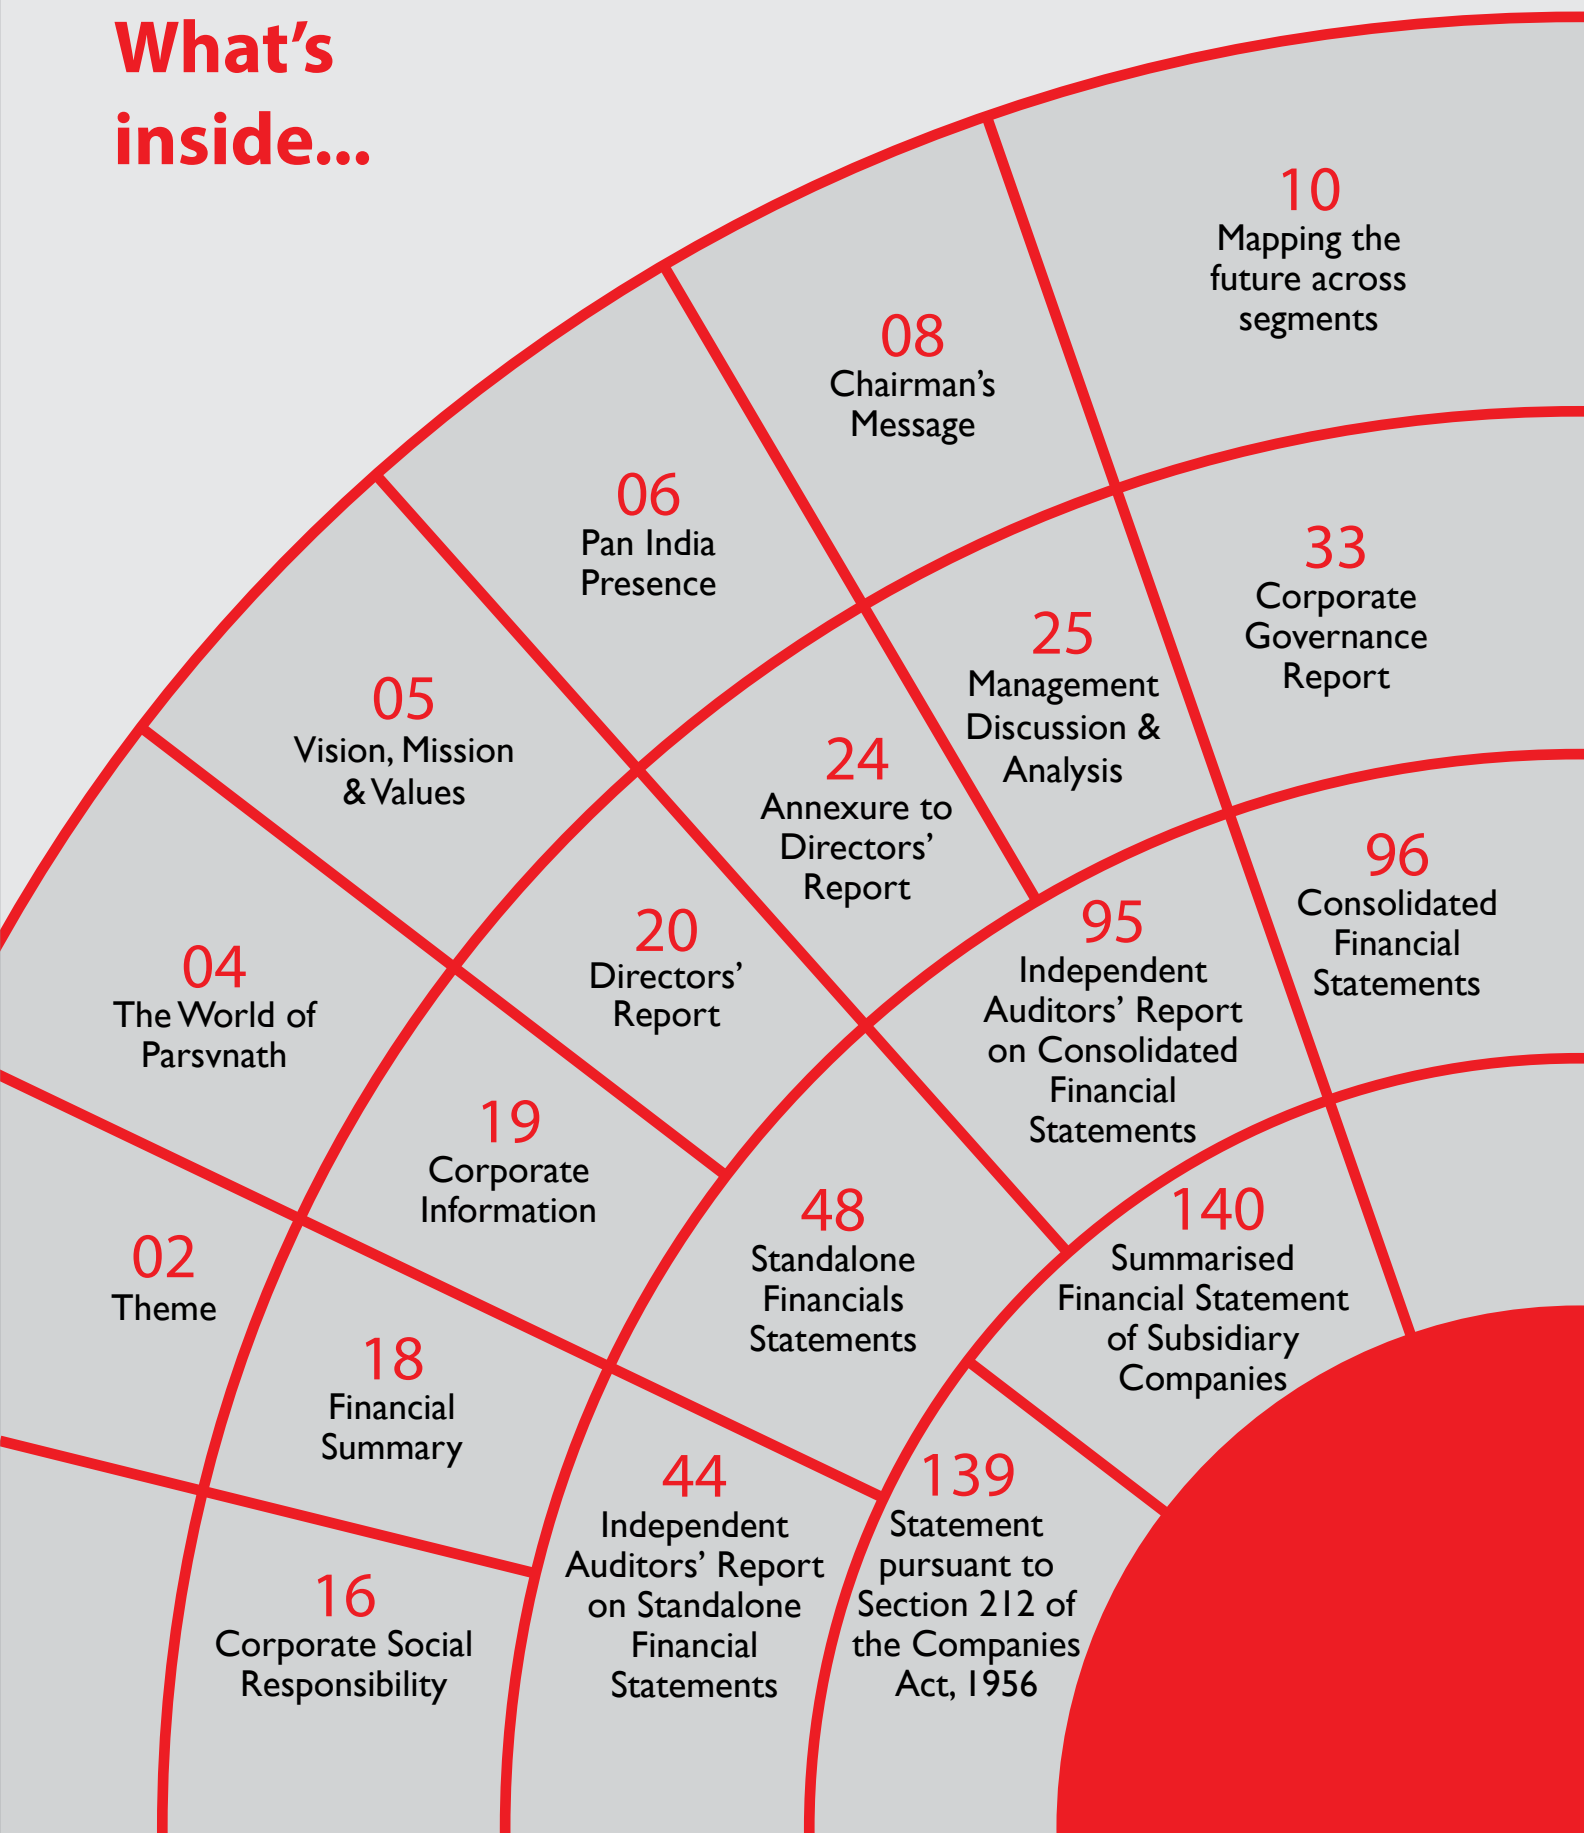 What’s
inside...
02
Theme
04
The World of
Parsvnath
05
Vision, Mission
& Values
06
Pan India
Presence
08
Chairman’s
Message
10
Mapping the
future across
segments
16
Corporate Social
Responsibility
18
Financial
Summary
19
Corporate
Information
20
Directors’
Report
24
Annexure to
Directors’
Report
25
Management
Discussion &
Analysis
33
Corporate
Governance
Report
44
Independent
Auditors’ Report
on Standalone
Financial
Statements
48
Standalone
Financials
Statements
95
Independent
Auditors’ Report
on Consolidated
Financial
Statements
96
Consolidated
Financial
Statements
139
Statement
pursuant to
Section 212 of
the Companies
Act, 1956
140
Summarised
Financial Statement
of Subsidiary
Companies